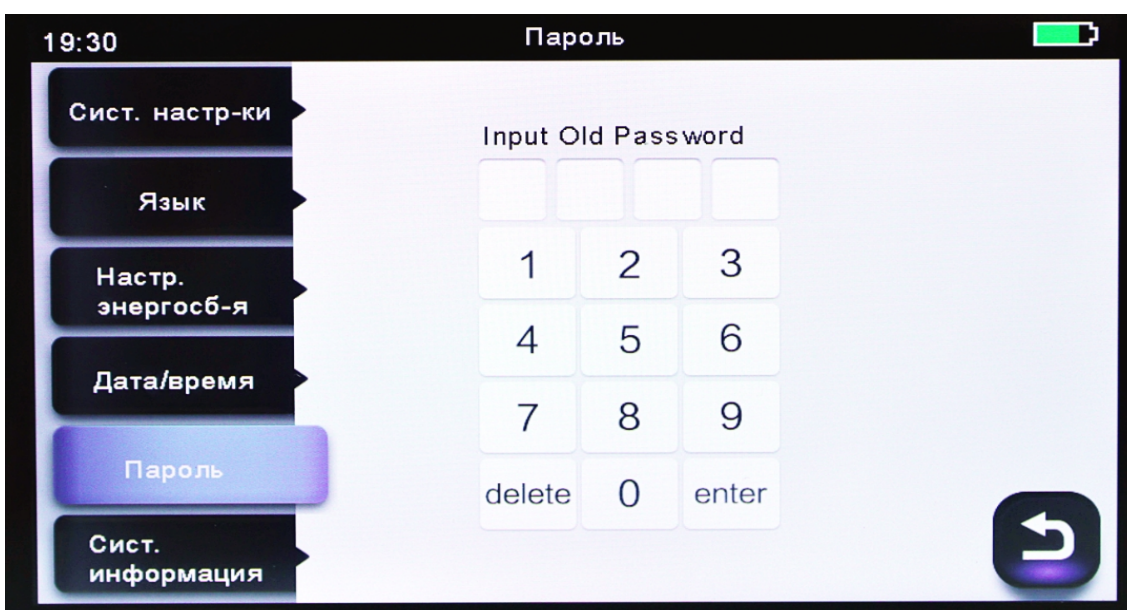 19:30
Пароль
Сист. настр-ки
Язык
Настр.
энергосб-я
Дата/время
Пароль
Сист.
информация
Input Old Password
1 2 3
4 5 6
7 8 9
delete 0 enter